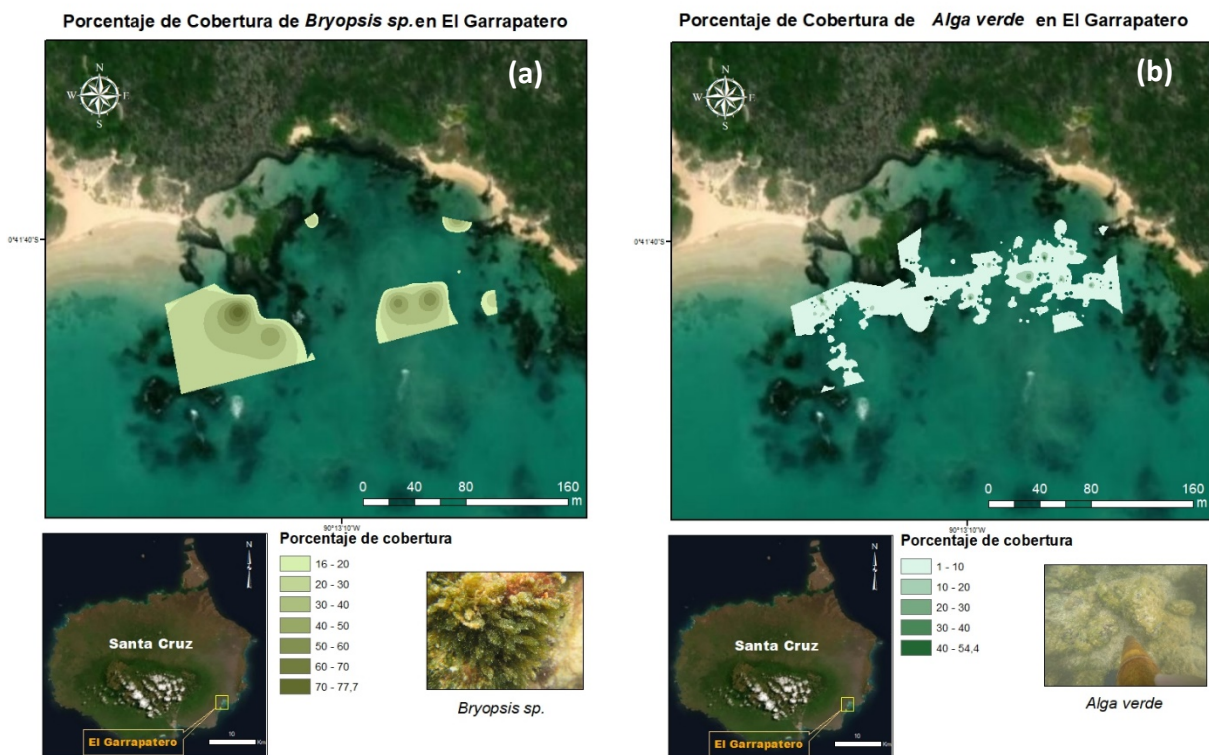 Porcentaje de Cobertura de Bryopsis sp. en El Garrapatero
(a)
N
W E
S
0°41'40"S
0 40 80 160
m
90°13'10"W
N
Santa Cruz
El Garrapatero
10
Km
Porcentaje de cobertura
16 - 20
20 - 30
30 - 40
40 - 50
50 - 60
60 - 70
70 - 77,7
Bryopsis sp.
Porcentaje de Cobertura de Alga verde en El Garrapatero
(b)
N
W E
S
0°41'40"S
0 40 80 160
m
90°13'10"W
N
Santa Cruz
El Garrapatero
10
Km
Porcentaje de cobertura
1 - 10
10 - 20
20 - 30
30 - 40
40 - 54,4
Alga verde